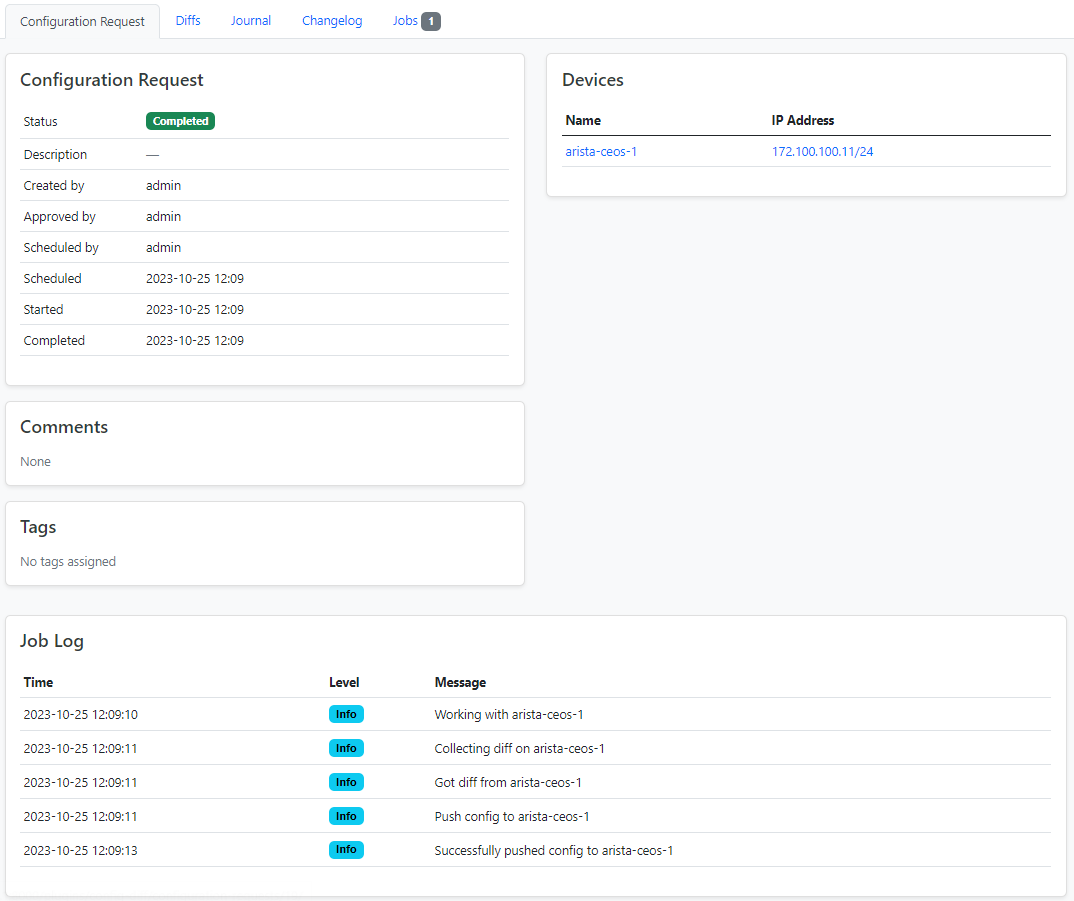 Configuration Request Diffs Journal Changelog Jobs 1
Configuration Request
Status Completed
Description —
Created by admin
Approved by admin
Scheduled by admin
Scheduled 2023-10-25 12:09
Started 2023-10-25 12:09
Completed 2023-10-25 12:09
Devices
Name IP Address
arista-ceos-1 172.100.100.11/24
Comments
None
Tags
No tags assigned
Job Log
Time Level Message
2023-10-25 12:09:10 Info Working with arista-ceos-1
2023-10-25 12:09:11 Info Collecting diff on arista-ceos-1
2023-10-25 12:09:11 Info Got diff from arista-ceos-1
2023-10-25 12:09:11 Info Push config to arista-ceos-1
2023-10-25 12:09:13 Info Successfully pushed config to arista-ceos-1